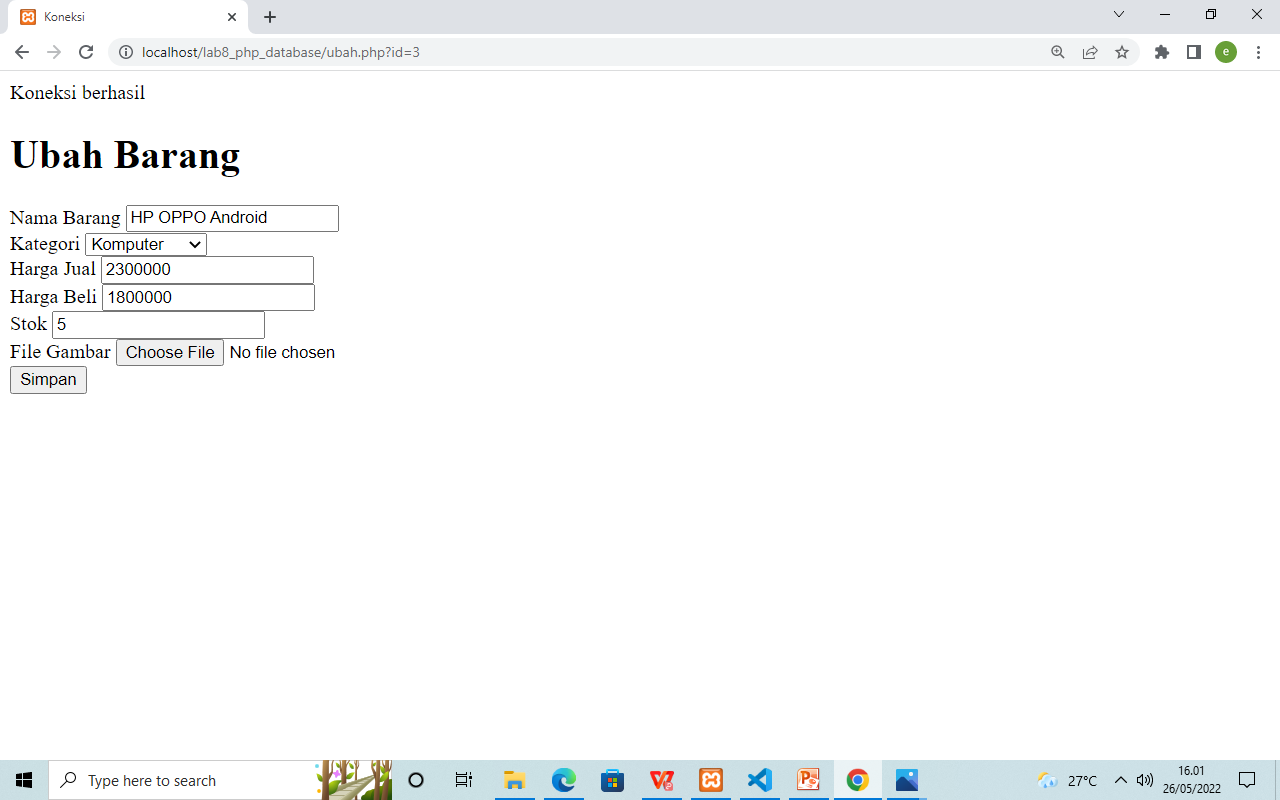 Koneksi
localhost/lab8_php_database/ubah.php?id=3
e
Koneksi berhasil
Ubah Barang
Nama Barang HP OPPO Android
Kategori Komputer
Harga Jual 2300000
Harga Beli 1800000
Stok 5
File Gambar Choose File No file chosen
Simpan
Type here to search
27°C
16.01
26/05/2022